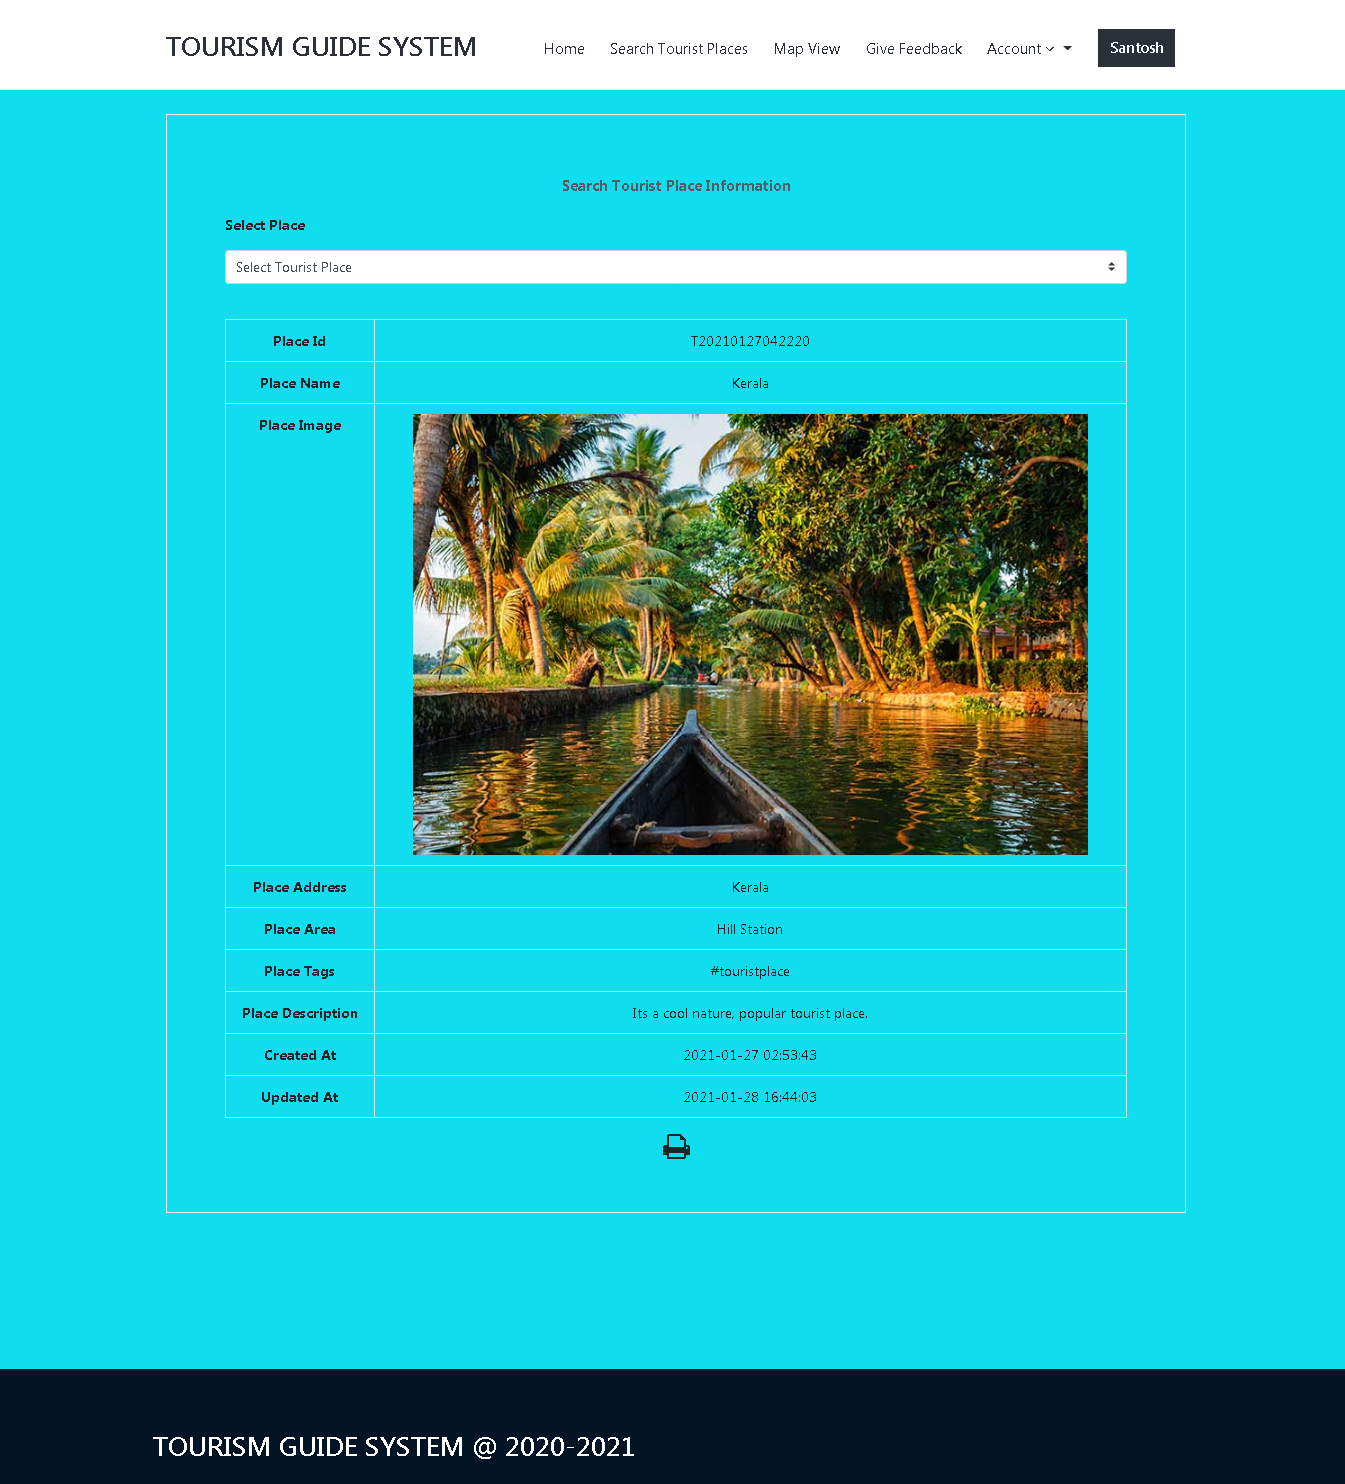 TOURISM GUIDE SYSTEM
Home Search Tourist Places Map View Give Feedback Account Santosh
Search Tourist Place Information
Select Place
Select Tourist Place
Place Id T20210127042220
Place Name Kerala
Place Image
Place Address Kerala
Place Area Hill Station
Place Tags #touristplace
Place Description Its a cool nature, popular tourist place.
Created At 2021-01-27 02:53:43
Updated At 2021-01-28 16:44:03
TOURISM GUIDE SYSTEM @ 2020-2021